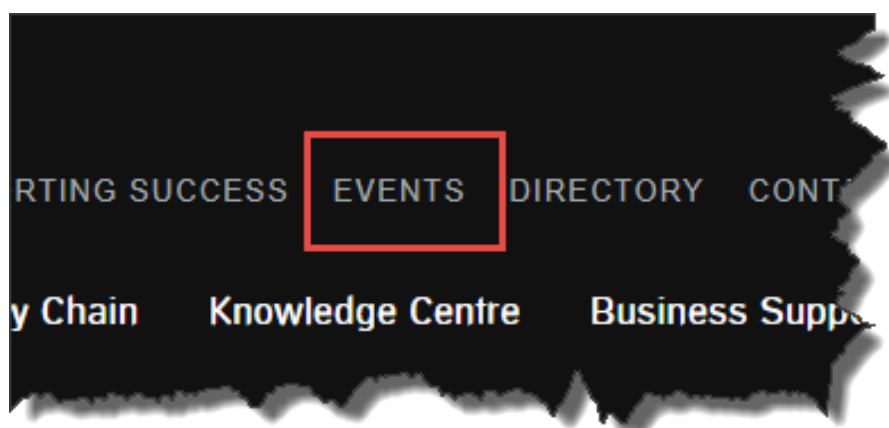 RTING SUCCESS EVENTS DIRECTORY CONT
y Chain Knowledge Centre Business Supp